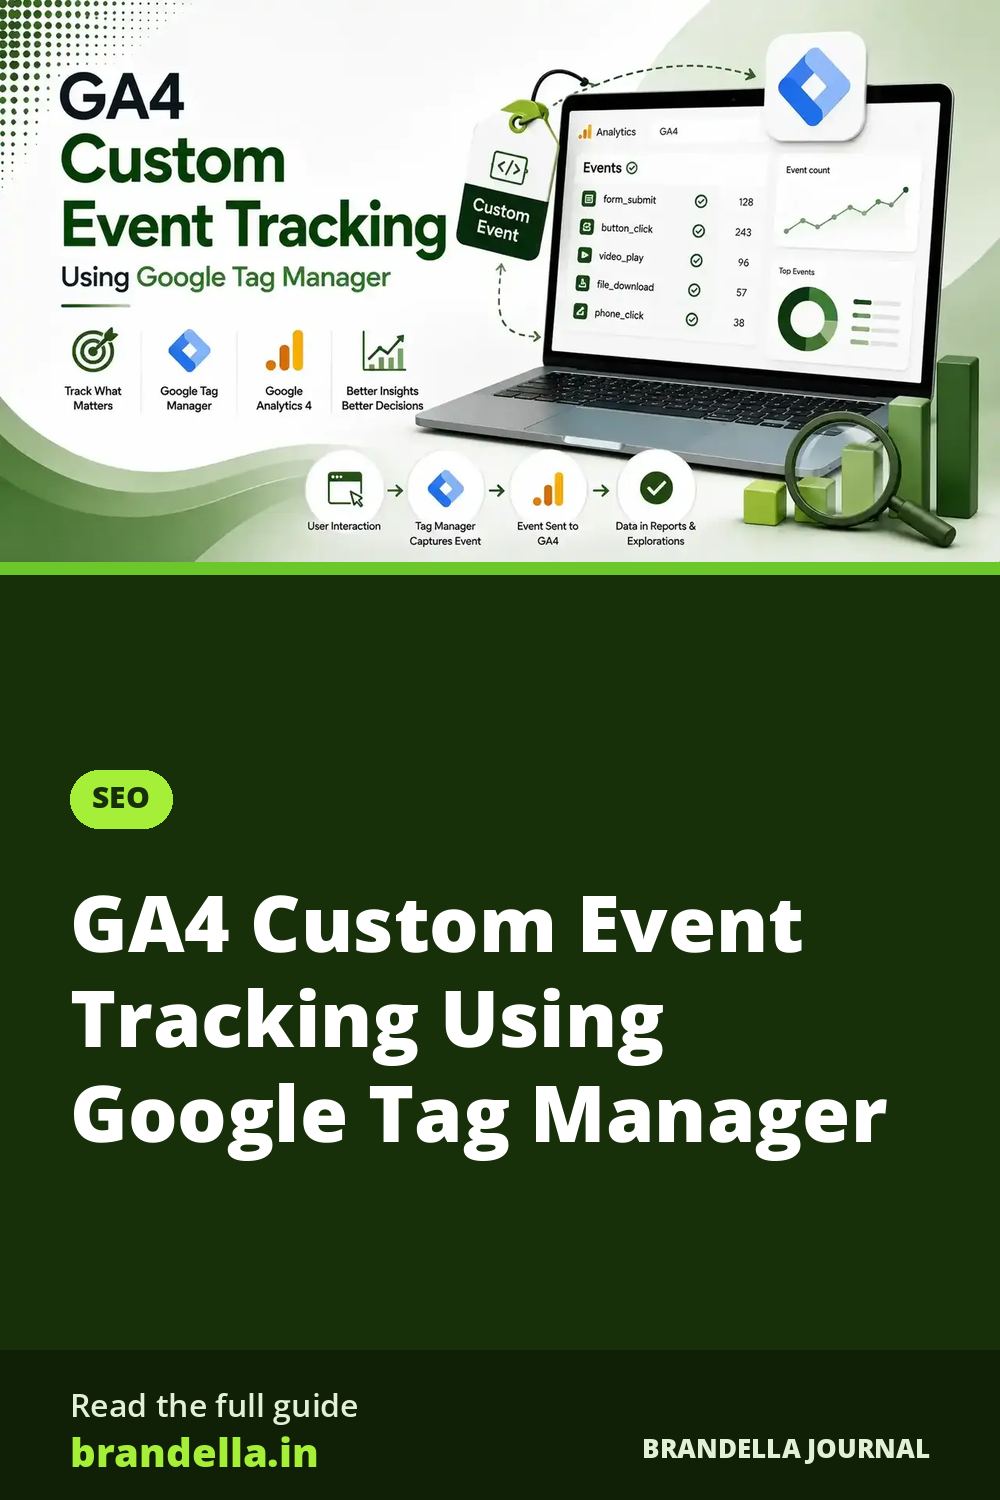 GA4
Custom
Event Tracking
Using Google Tag Manager
Track What
Matters
Google Tag
Manager
Google
Analytics 4
Better Insights
Better Decisions
</>
Custom
Event
Analytics
GA4
Events
form_submit 128
button_click 243
video_play 96
file_download 57
phone_click 38
Event count
Top Events
User Interaction
Tag Manager
Captures Event
Event Sent to
GA4
Data in Reports &
Explorations
SEO
GA4 Custom Event
Tracking Using
Google Tag Manager
Read the full guide
brandella.in
BRANDELLA JOURNAL